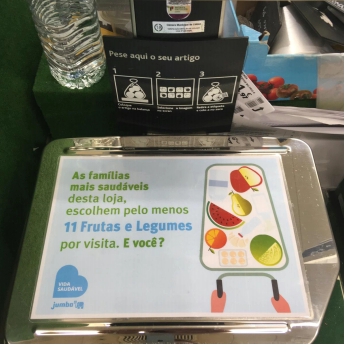 Pese aqui o seu artigo
1 2 3
As famílias
mais saudáveis
desta loja,
escolhem pelo menos
11 Frutas e Legumes
por visita. E você?
VIDA
SAUDÁVEL
jumbo